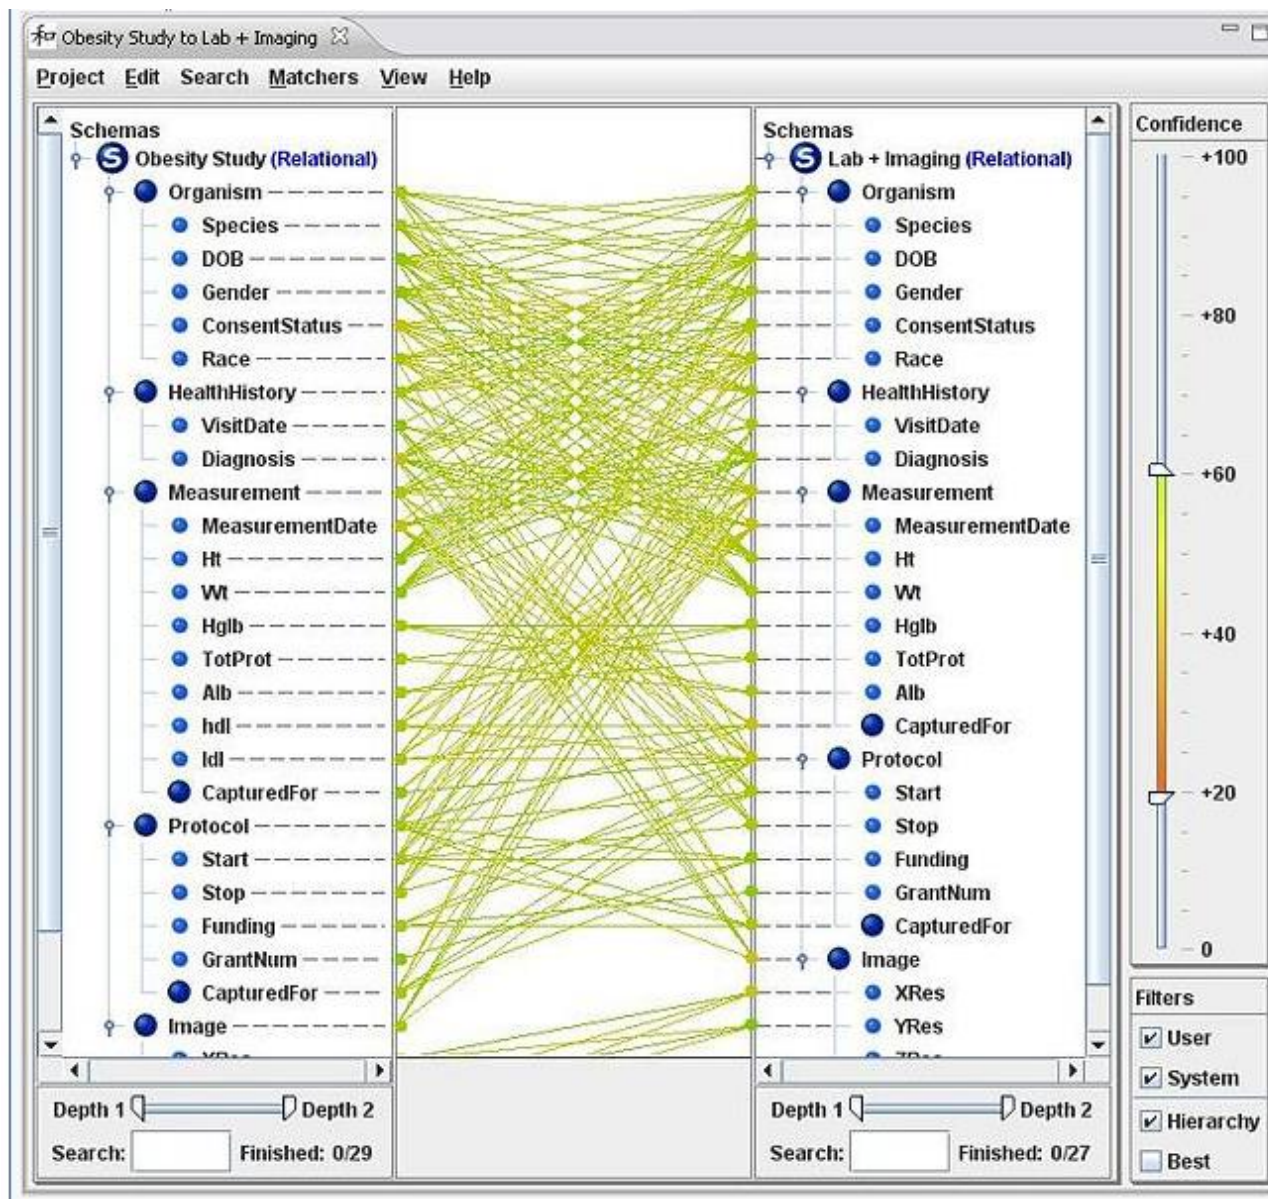 Obesity Study to Lab + Imaging
Project Edit Search Matchers View Help
Schemas
Obesity Study (Relational)
Organism
Species
DOB
Gender
ConsentStatus
Race
HealthHistory
VisitDate
Diagnosis
Measurement
MeasurementDate
Ht
Wt
Hglb
TotProt
Alb
hdl
ldl
CapturedFor
Protocol
Start
Stop
Funding
GrantNum
CapturedFor
Image
Depth 1 Depth 2
Search: Finished: 0/29
Schemas
Lab + Imaging (Relational)
Organism
Species
DOB
Gender
ConsentStatus
Race
HealthHistory
VisitDate
Diagnosis
Measurement
MeasurementDate
Ht
Wt
Hglb
TotProt
Alb
CapturedFor
Protocol
Start
Stop
Funding
GrantNum
CapturedFor
Image
XRes
YRes
Depth 1 Depth 2
Search: Finished: 0/27
Confidence
+100
+80
+60
+40
+20
0
Filters
User
System
Hierarchy
Best